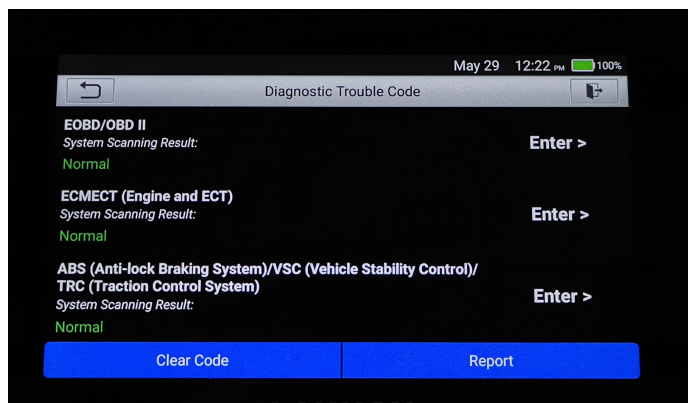 May 29 12:22 PM 100%
Diagnostic Trouble Code
EOBD/OBD II
System Scanning Result:
Normal
Enter >
ECMECT (Engine and ECT)
System Scanning Result:
Normal
Enter >
ABS (Anti-lock Braking System)/VSC (Vehicle Stability Control)/
TRC (Traction Control System)
System Scanning Result:
Normal
Enter >
Clear Code
Report